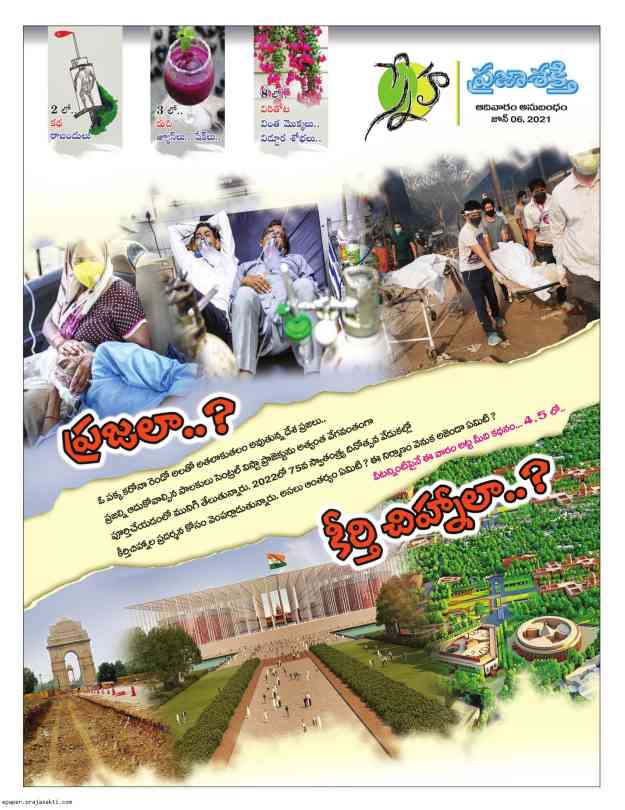 2 లో
కథ
రాబందులు
3 లో..
రుచి
జ్యూస్‌లు.. షేక్‌లు..
8 లో..
విరితోట
వింత మొక్కలు..
విడ్డూర శోభలు..
స్నేహ
ప్రజాశక్తి
ఆదివారం అనుబంధం
జూన్ 06, 2021
ప్రజలా..?
ఓ పక్క కరోనా రెండో అలతో అతలాకుతలం అవుతున్న దేశ ప్రజలు..
ప్రజల్ని ఆదుకోవాల్సిన పాలకులు సెంట్రల్ విస్టా ప్రాజెక్టును అత్యంత వేగవంతంగా
పూర్తిచేయడంలో మునిగి తేలుతున్నారు. 2022లో 75వ స్వాతంత్య్ర దినోత్సవ వేడుకల్లో
కీర్తిచిహ్నాల ప్రదర్శన కోసం వెంపర్లాడుతున్నారు. అసలు ఆంతర్యం ఏమిటి ? ఈ నిర్మాణం వెనుక అజెండా ఏమిటి ?
వీటన్నింటిపైనే ఈ వారం అట్ట మీది కథనం... 4,5 లో..
కీర్తి చిహ్నాలా..?
epaper.prajasakti.com